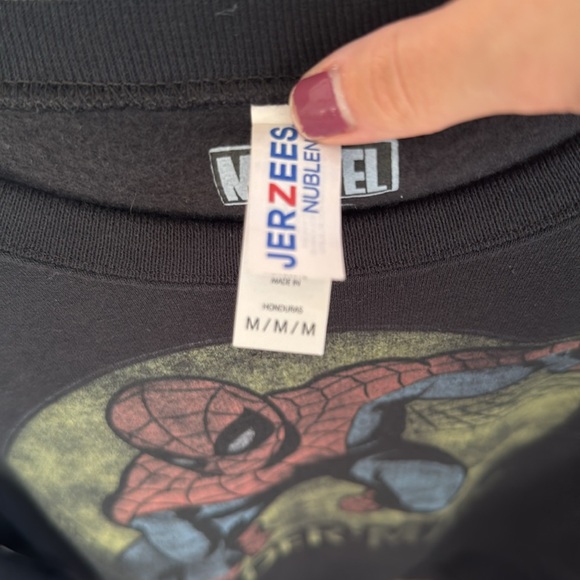 MARVEL
JERZEES
NUBLEN
MADE IN
HONDURAS
M/M/M